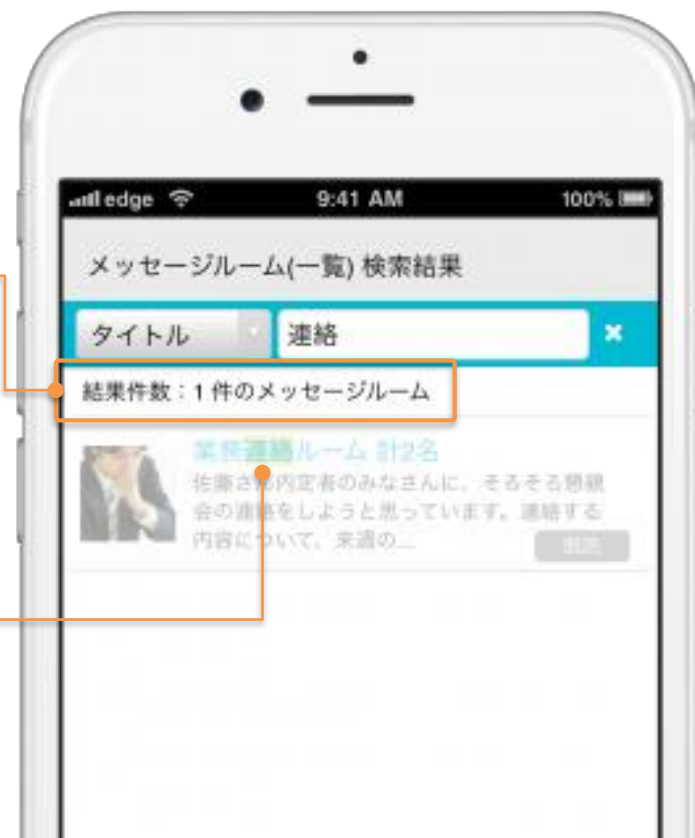 edge 9:41 AM 100%
メッセージルーム(一覧) 検索結果
タイトル 連絡
結果件数：1 件のメッセージルーム
業務連絡ルーム 計2名
佐藤さん内定者のみなさんに、そろそろ懇親
会の連絡をしようと思っています。連絡する
内容について、来週の...